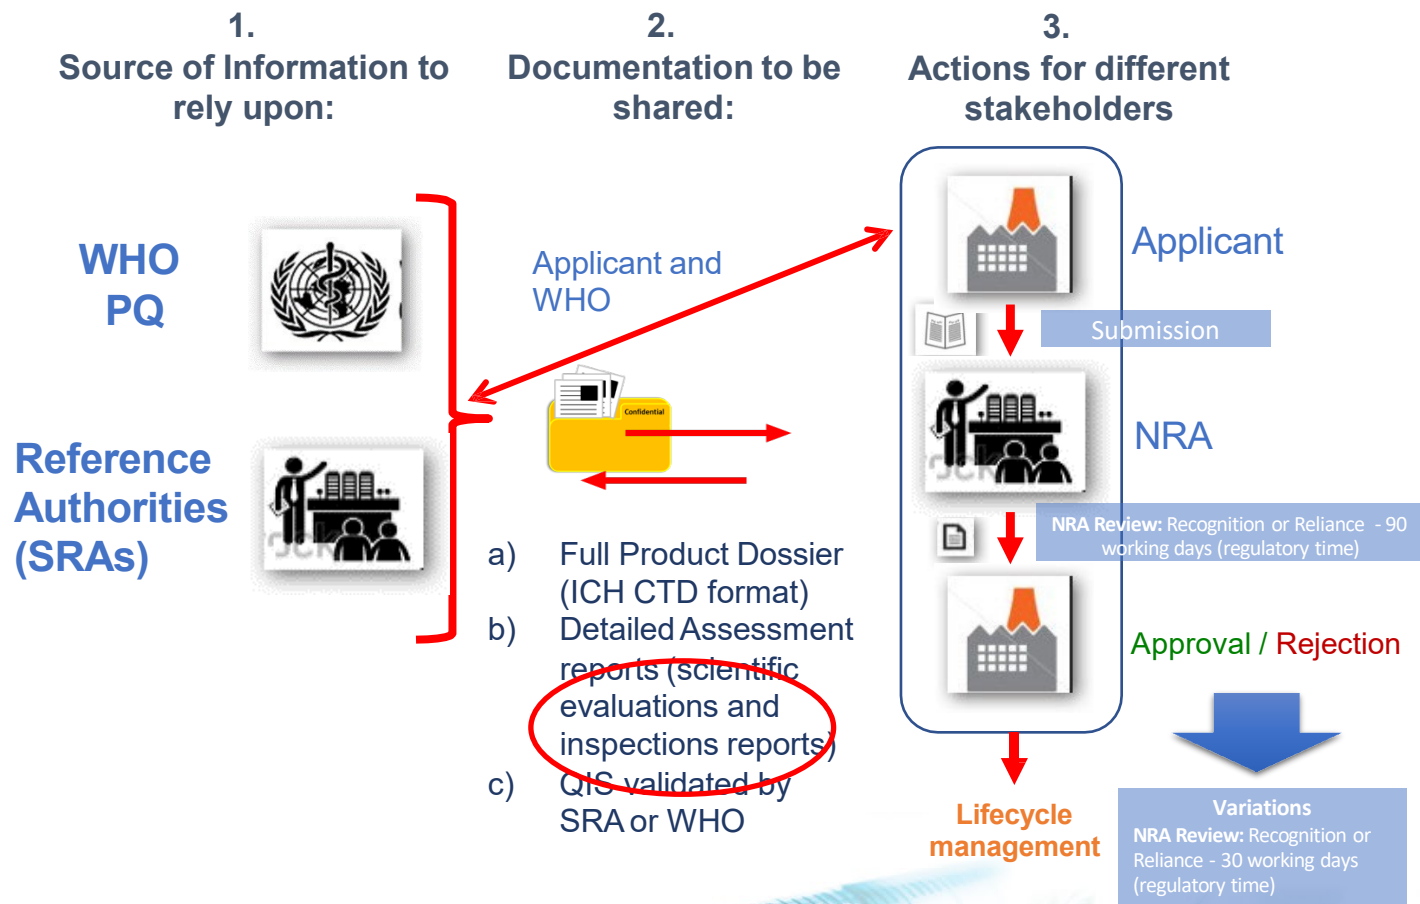 1.
Source of Information to
rely upon:
2.
Documentation to be
shared:
3.
Actions for different
stakeholders
WHO
PQ
Reference
Authorities
(SRAs)
Applicant and
WHO
Confidential
a) Full Product Dossier
(ICH CTD format)
b) Detailed Assessment
reports (scientific
evaluations and
inspections reports)
c) QIS validated by
SRA or WHO
Applicant
Submission
NRA
NRA Review: Recognition or Reliance - 90
working days (regulatory time)
Approval / Rejection
Lifecycle
management
Variations
NRA Review: Recognition or
Reliance - 30 working days
(regulatory time)